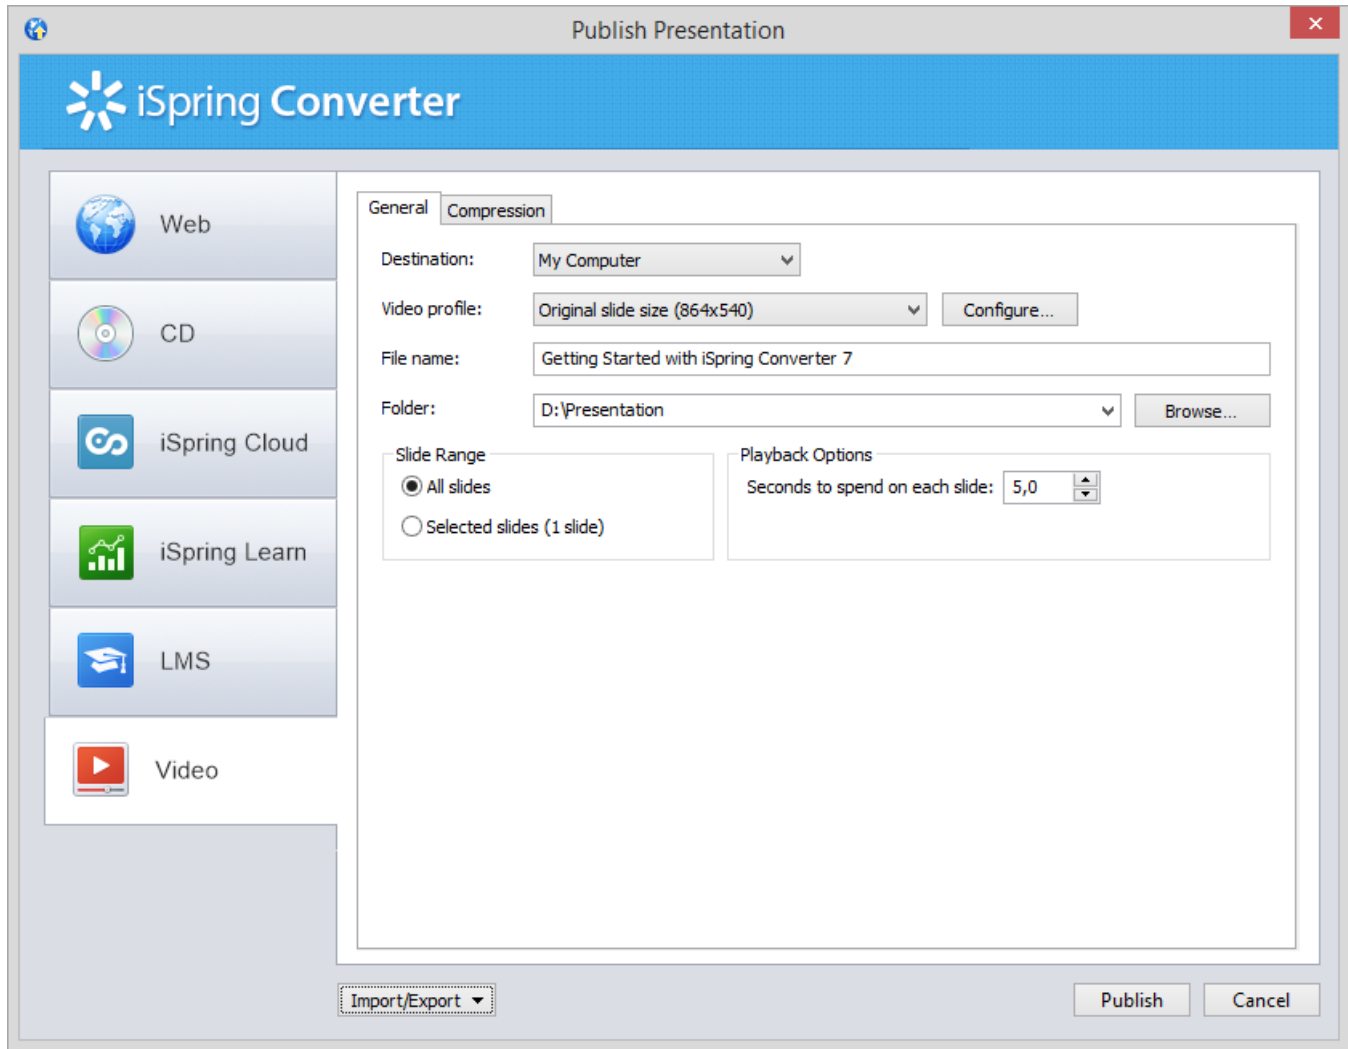 Publish Presentation
iSpring Converter
Web
CD
iSpring Cloud
iSpring Learn
LMS
Video
General
Compression
Destination:
My Computer
Video profile:
Original slide size (864x540)
Configure...
File name:
Getting Started with iSpring Converter 7
Folder:
D:\Presentation
Browse...
Slide Range
All slides
Selected slides (1 slide)
Playback Options
Seconds to spend on each slide:
5,0
Import/Export
Publish
Cancel